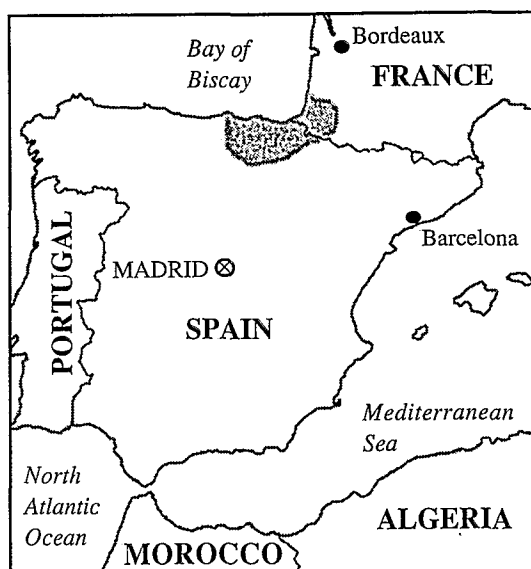 Bay of
Biscay
Bordeaux
FRANCE
Barcelona
MADRID
PORTUGAL
SPAIN
Mediterranean
Sea
North
Atlantic
Ocean
ALGERIA
MOROCCO